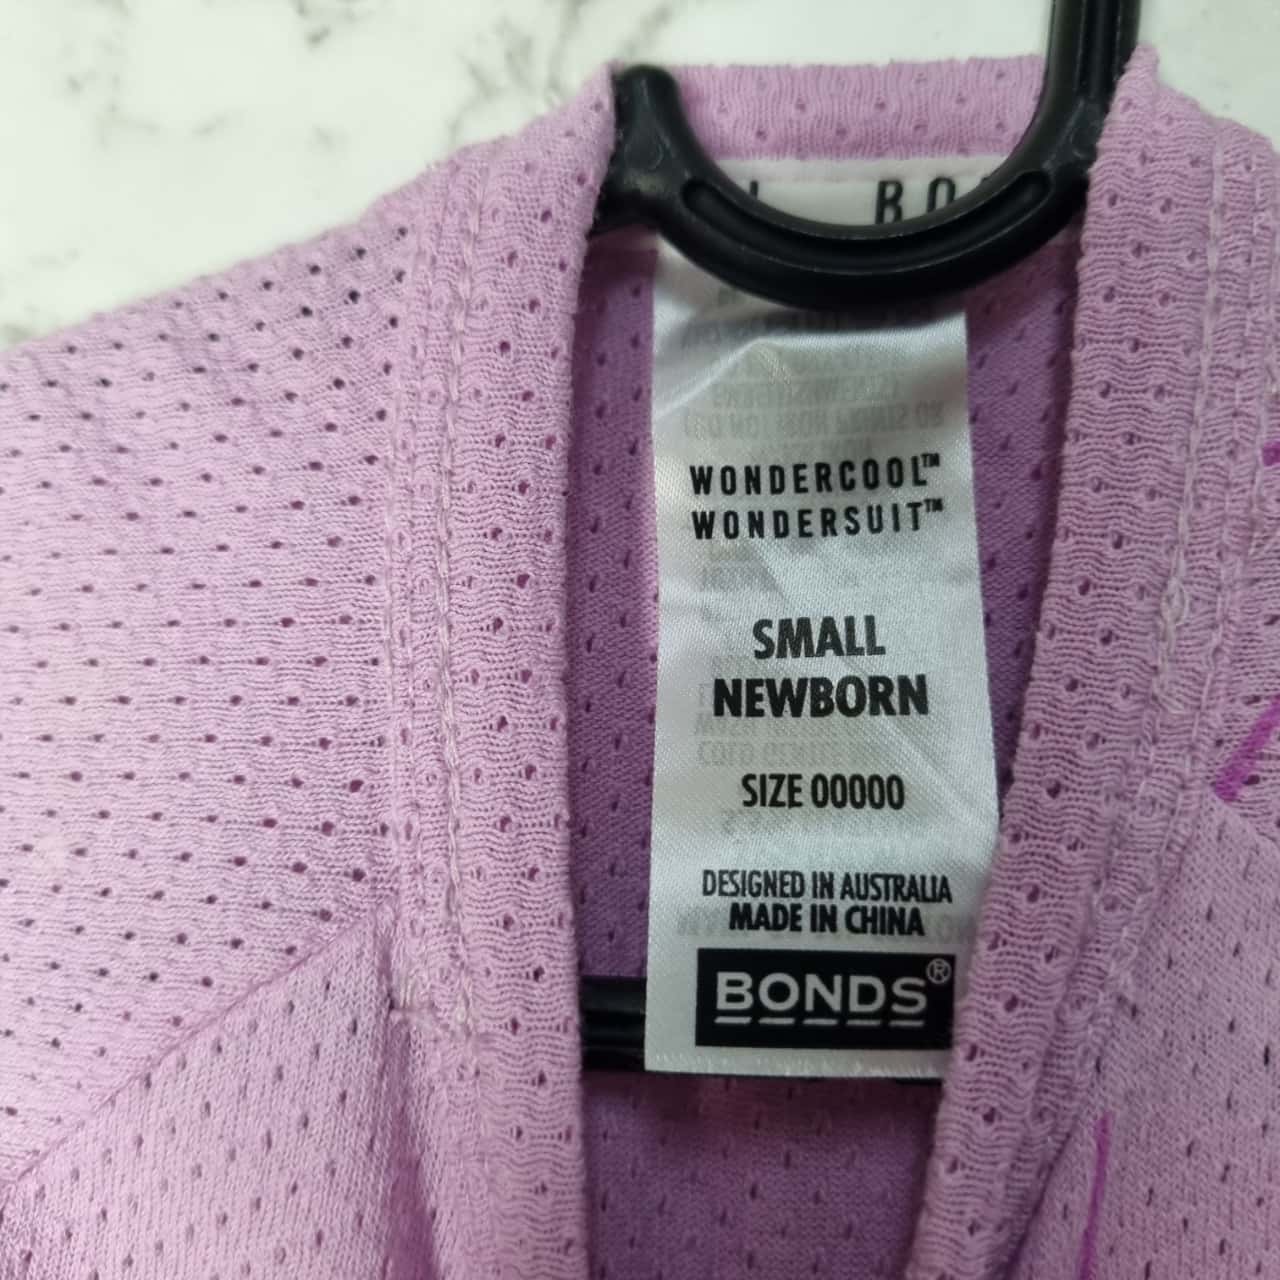 WONDERCOOL™
WONDERSUIT™
SMALL
NEWBORN
SIZE 00000
DESIGNED IN AUSTRALIA
MADE IN CHINA
BONDS®